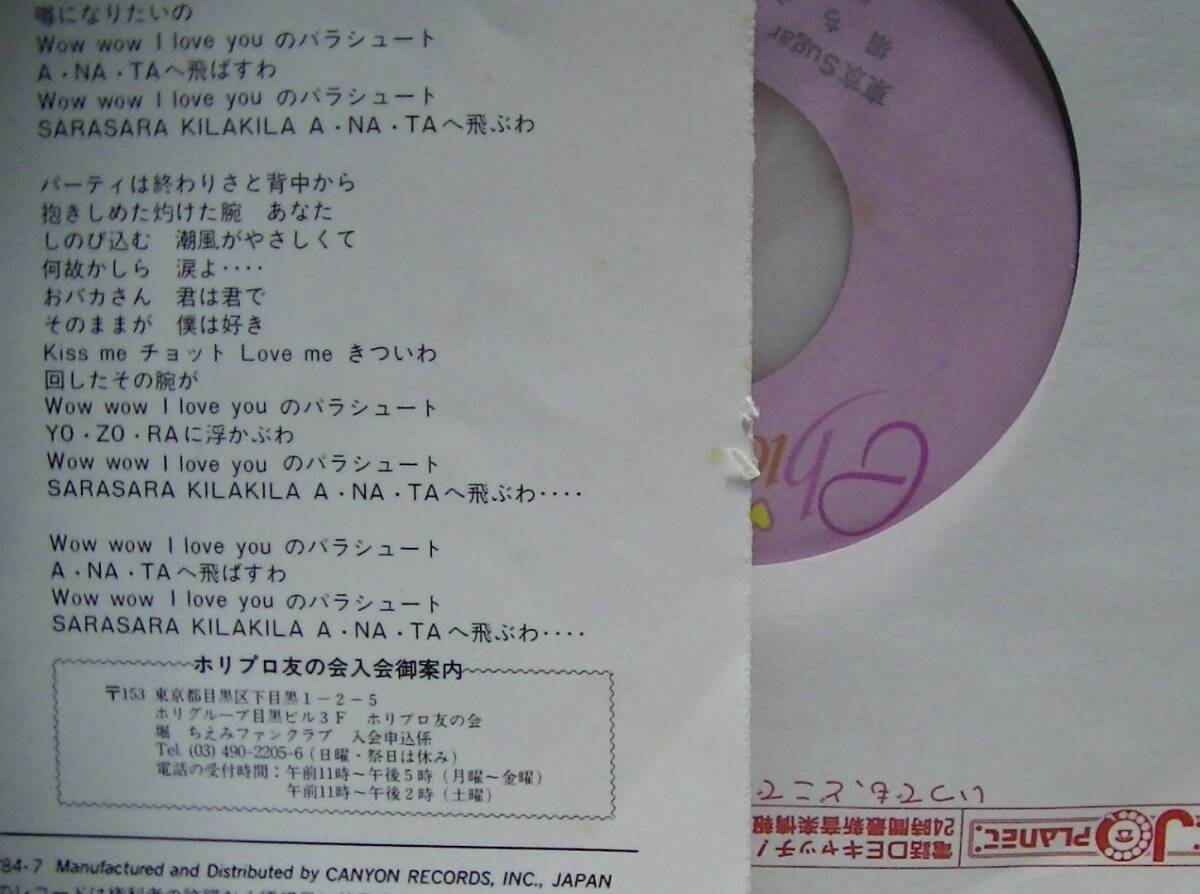 噂になりたいの
Wow wow I love you のパラシュート
A・NA・TAへ飛ばすわ
Wow wow I love you のパラシュート
SARASARA KILAKILA A・NA・TAへ飛ぶわ
パーティは終わりさと背中から
抱きしめた灼けた腕　あなた
しのび込む　潮風がやさしくて
何故かしら　涙よ‥‥
おバカさん　君は君で
そのままが　僕は好き
Kiss me チョット Love me きついわ
回したその腕が
Wow wow I love you のパラシュート
YO・ZO・RAに浮かぶわ
Wow wow I love you のパラシュート
SARASARA KILAKILA A・NA・TAへ飛ぶわ‥‥
Wow wow I love you のパラシュート
A・NA・TAへ飛ばすわ
Wow wow I love you のパラシュート
SARASARA KILAKILA A・NA・TAへ飛ぶわ‥‥
ホリプロ友の会入会御案内
〒153 東京都目黒区下目黒1－2－5
ホリグループ目黒ビル3F　ホリプロ友の会
堀　ちえみファンクラブ　入会申込係
Tel. (03) 490-2205-6 (日曜・祭日は休み)
電話の受付時間：午前11時～午後5時 (月曜～金曜)
午前11時～午後2時 (土曜)
'84-7 Manufactured and Distributed by CANYON RECORDS, INC., JAPAN
東京Sugar
堀 ち
Chie
いつでも、どこで
電話DEキャッチ!
24時間最新音楽情報
PLANET